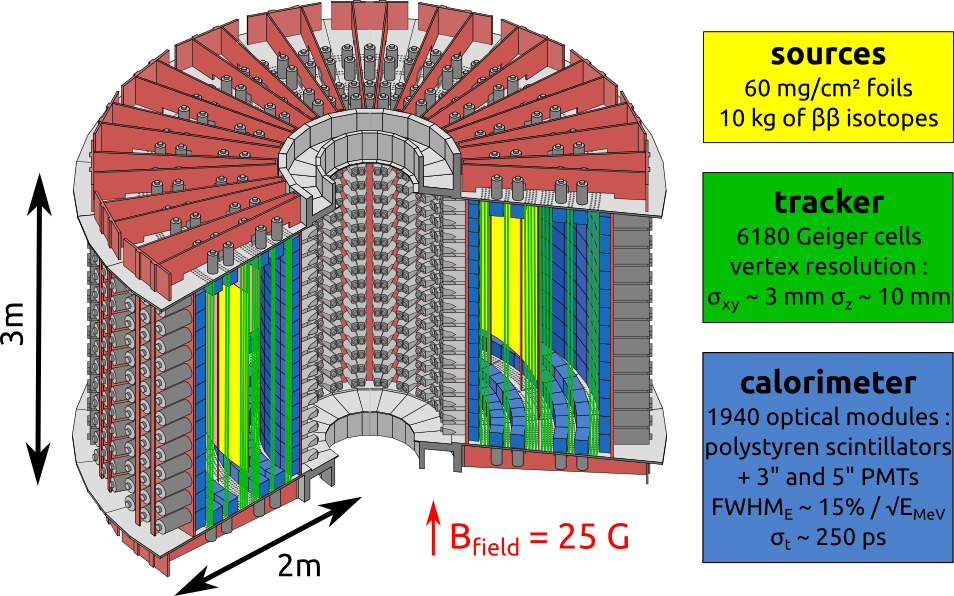 sources
60 mg/cm² foils
10 kg of ββ isotopes
tracker
6180 Geiger cells
vertex resolution :
σxy ~ 3 mm σz ~ 10 mm
calorimeter
1940 optical modules :
polystyren scintillators
+ 3" and 5" PMTs
FWHME ~ 15% / √EMeV
σt ~ 250 ps
3m
2m
Bfield = 25 G